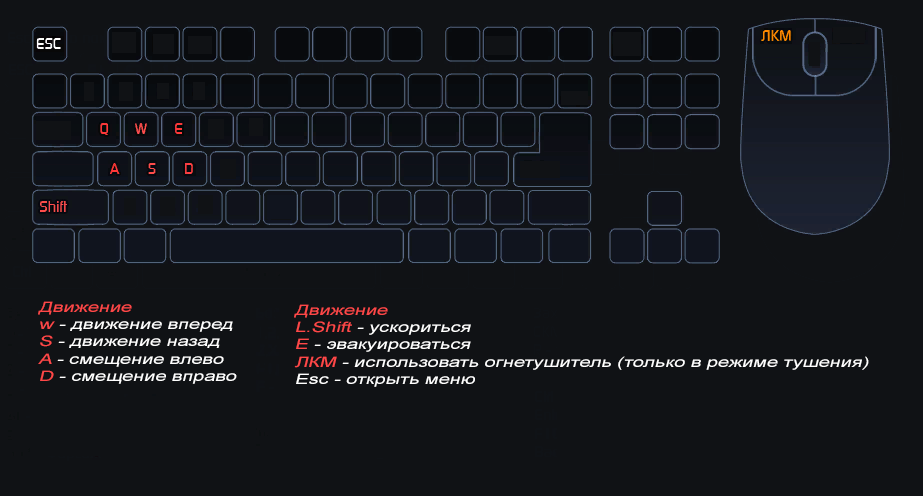 ESC
ЛКМ
Q W E
A S D
Shift
Движение
w - движение вперед
S - движение назад
A - смещение влево
D - смещение вправо
Движение
L.Shift - ускориться
E - эвакуироваться
ЛКМ - использовать огнетушитель (только в режиме тушения)
Esc - открыть меню